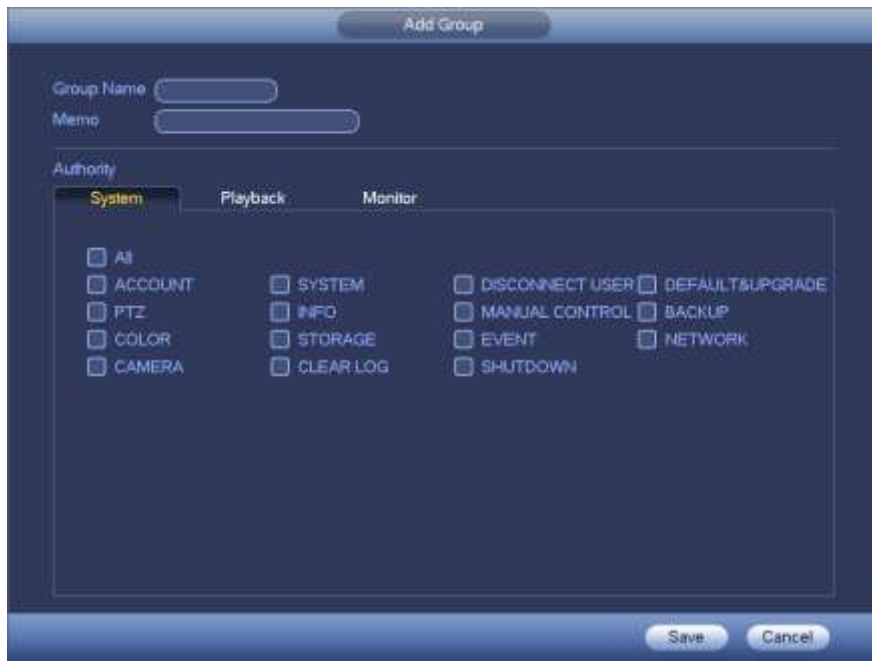 Add Group
Group Name
Memo
Authority
System Playback Monitor
All
ACCOUNT SYSTEM DISCONNECT USER DEFAULT&UPGRADE
PTZ INFO MANUAL CONTROL BACKUP
COLOR STORAGE EVENT NETWORK
CAMERA CLEAR LOG SHUTDOWN
Save Cancel